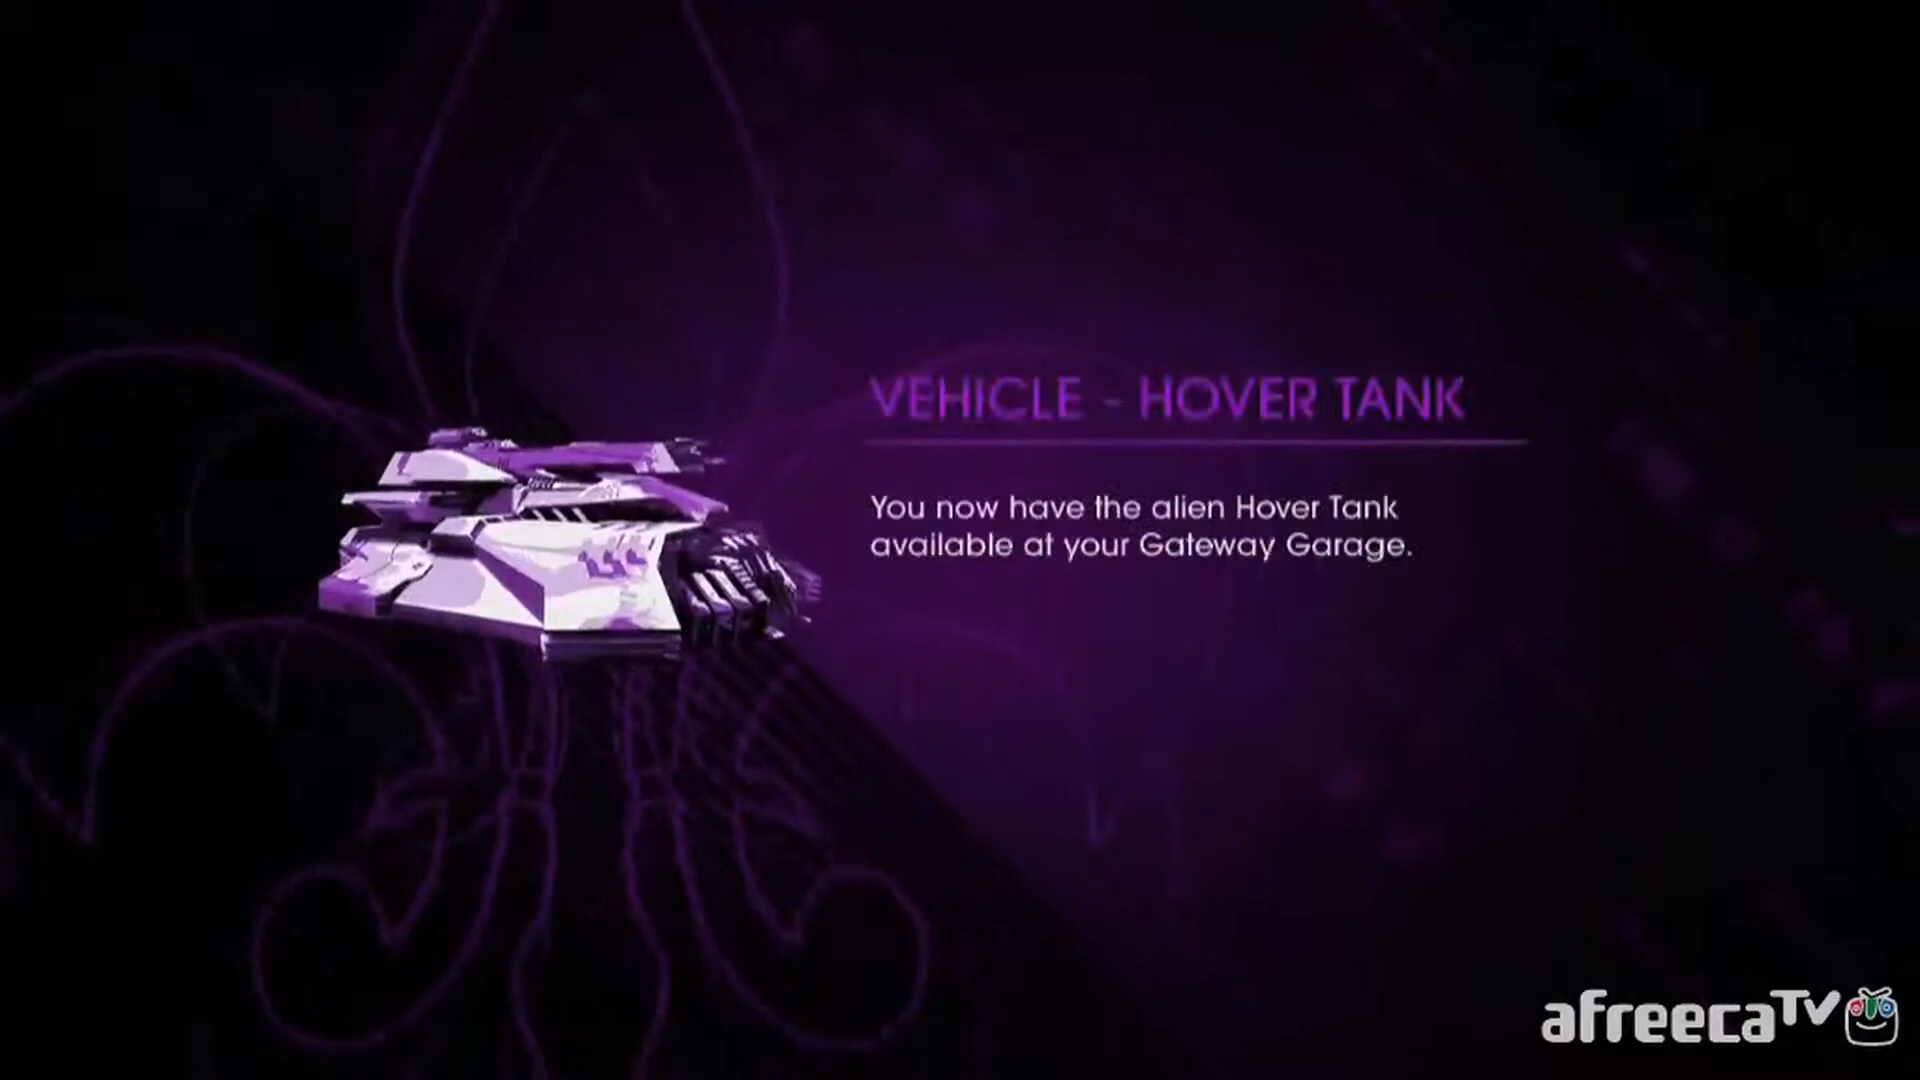 VEHICLE - HOVER TANK
You now have the alien Hover Tank
available at your Gateway Garage.
afreecaTV